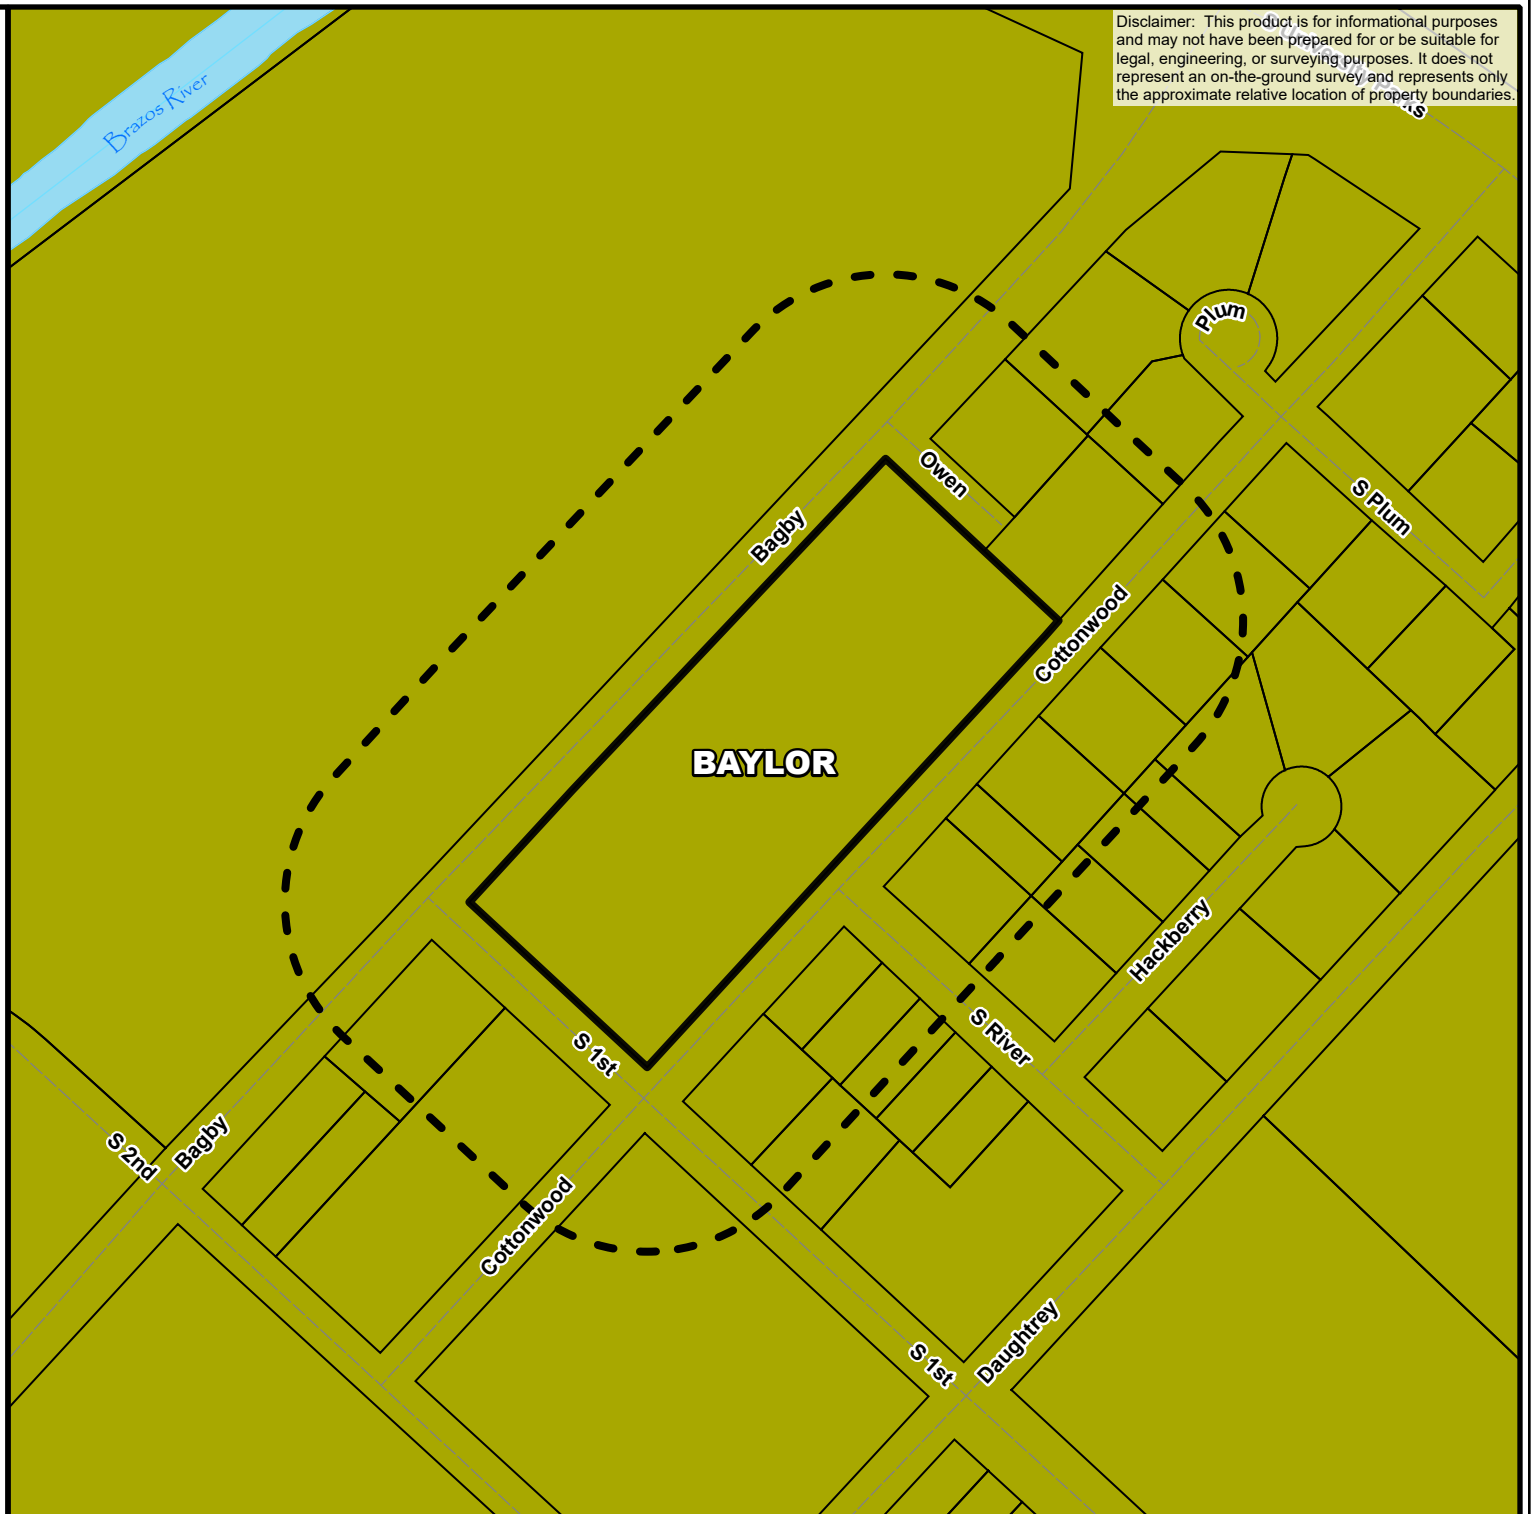 Disclaimer: This product is for informational purposes
and may not have been prepared for or be suitable for
legal, engineering, or surveying purposes. It does not
represent an on-the-ground survey and represents only
the approximate relative location of property boundaries.
S University Parks
Brazos River
Plum
Owen
S Plum
Bagby
Cottonwood
BAYLOR
Hackberry
S River
S 1st
S 2nd
Bagby
Cottonwood
Daughtrey
S 1st